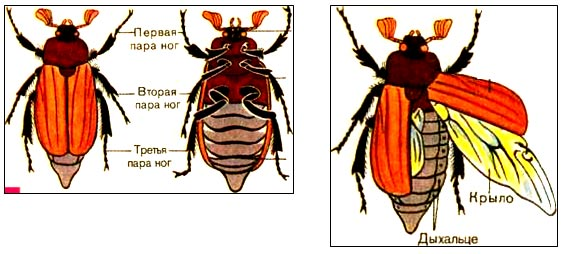 Первая
пара ног
Вторая
пара ног
Третья
пара ног
Крыло
Дыхальце